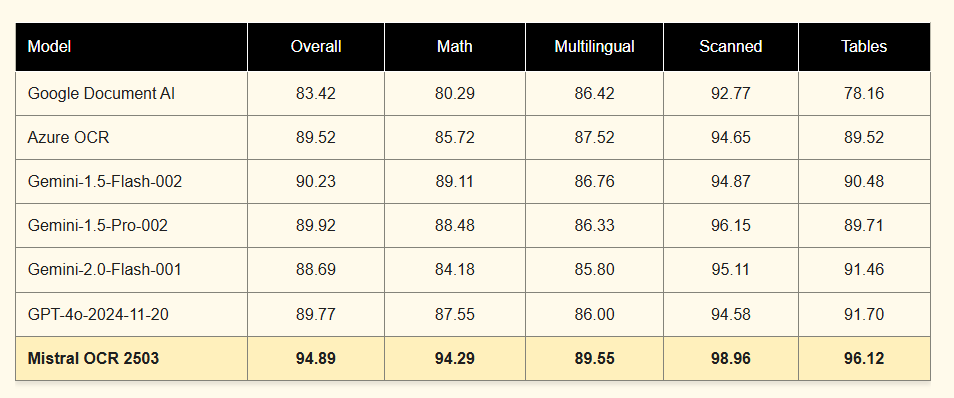 Model Overall Math Multilingual Scanned Tables
Google Document AI 83.42 80.29 86.42 92.77 78.16
Azure OCR 89.52 85.72 87.52 94.65 89.52
Gemini-1.5-Flash-002 90.23 89.11 86.76 94.87 90.48
Gemini-1.5-Pro-002 89.92 88.48 86.33 96.15 89.71
Gemini-2.0-Flash-001 88.69 84.18 85.80 95.11 91.46
GPT-4o-2024-11-20 89.77 87.55 86.00 94.58 91.70
Mistral OCR 2503 94.89 94.29 89.55 98.96 96.12